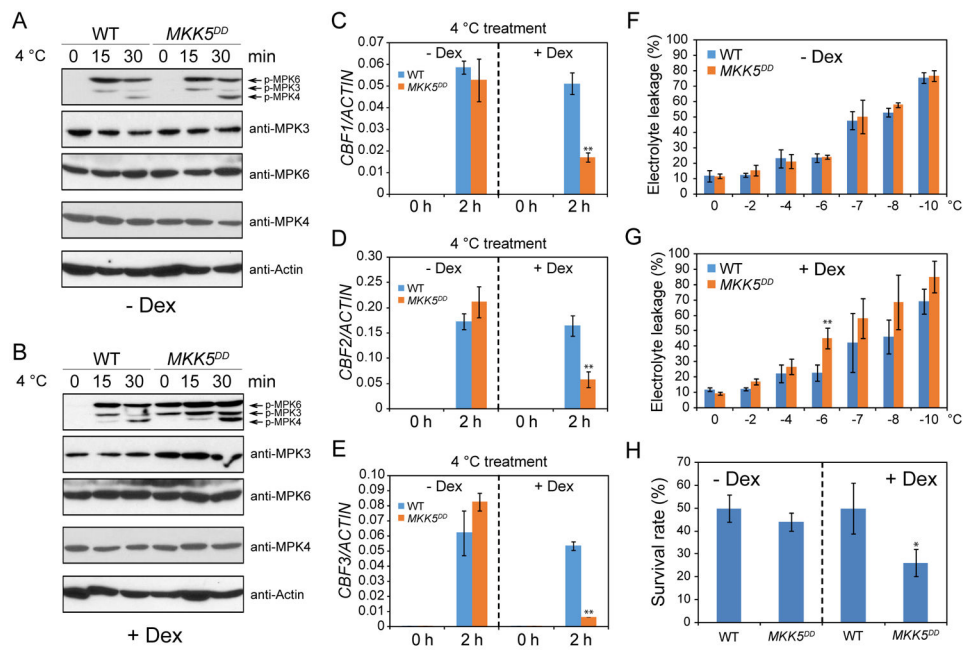 A
WT MKK5DD
4 °C 0 15 30 0 15 30 min
p-MPK6
p-MPK3
p-MPK4
anti-MPK3
anti-MPK6
anti-MPK4
anti-Actin
- Dex
B
WT MKK5DD
4 °C 0 15 30 0 15 30 min
p-MPK6
p-MPK3
p-MPK4
anti-MPK3
anti-MPK6
anti-MPK4
anti-Actin
+ Dex
C
4 °C treatment
- Dex + Dex
WT
MKK5DD
CBF1/ACTIN
0.07
0.06
0.05
0.04
0.03
0.02
0.01
0
**
0 h 2 h 0 h 2 h
D
4 °C treatment
- Dex + Dex
WT
MKK5DD
CBF2/ACTIN
0.30
0.25
0.20
0.15
0.10
0.05
0
**
0 h 2 h 0 h 2 h
E
4 °C treatment
- Dex + Dex
WT
MKK5DD
CBF3/ACTIN
0.10
0.09
0.08
0.07
0.06
0.05
0.04
0.03
0.02
0.01
0
**
0 h 2 h 0 h 2 h
F
- Dex
WT
MKK5DD
Electrolyte leakage (%)
100
90
80
70
60
50
40
30
20
10
0
0 -2 -4 -6 -7 -8 -10 °C
G
+ Dex
WT
MKK5DD
Electrolyte leakage (%)
100
90
80
70
60
50
40
30
20
10
0
**
0 -2 -4 -6 -7 -8 -10 °C
H
- Dex + Dex
Survival rate (%)
70
60
50
40
30
20
10
0
*
WT MKK5DD WT MKK5DD